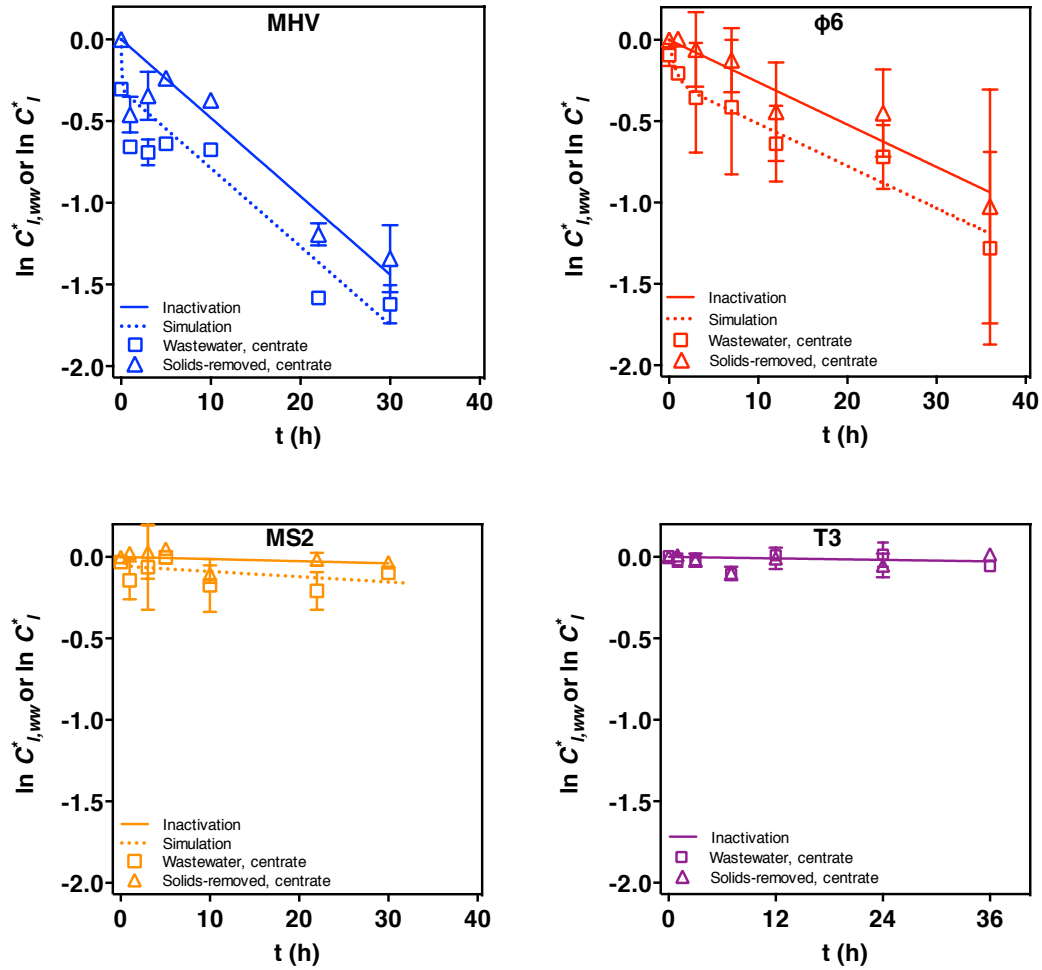 MHV
0.0
-0.5
-1.0
-1.5
-2.0
ln C*l,ww or ln C*l
Inactivation
Simulation
Wastewater, centrate
Solids-removed, centrate
0 10 20 30 40
t (h)
ϕ6
0.0
-0.5
-1.0
-1.5
-2.0
ln C*l,ww or ln C*l
Inactivation
Simulation
Wastewater, centrate
Solids-removed, centrate
0 10 20 30 40
t (h)
MS2
0.0
-0.5
-1.0
-1.5
-2.0
ln C*l,ww or ln C*l
Inactivation
Simulation
Wastewater, centrate
Solids-removed, centrate
0 10 20 30 40
t (h)
T3
0.0
-0.5
-1.0
-1.5
-2.0
ln C*l,ww or ln C*l
Inactivation
Wastewater, centrate
Solids-removed, centrate
0 12 24 36
t (h)